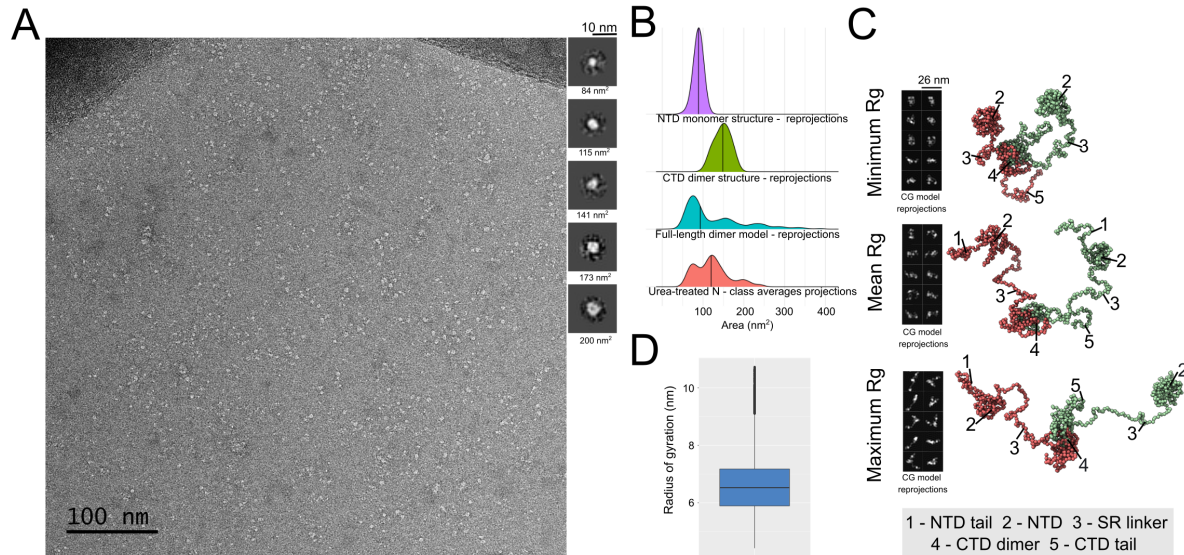 A
10 nm
84 nm²
115 nm²
141 nm²
173 nm²
200 nm²
100 nm
B
NTD monomer structure - reprojections
CTD dimer structure - reprojections
Full-length dimer model - reprojections
Urea-treated N - class averages projections
100 200 300 400
Area (nm²)
D
Radius of gyration (nm)
10
8
6
C
Minimum Rg
26 nm
CG model
reprojections
2
2
3
3
4
5
Mean Rg
CG model
reprojections
1
2
1
2
3
3
4
5
Maximum Rg
CG model
reprojections
1
2
5
2
3
3
4
1 - NTD tail 2 - NTD 3 - SR linker
4 - CTD dimer 5 - CTD tail